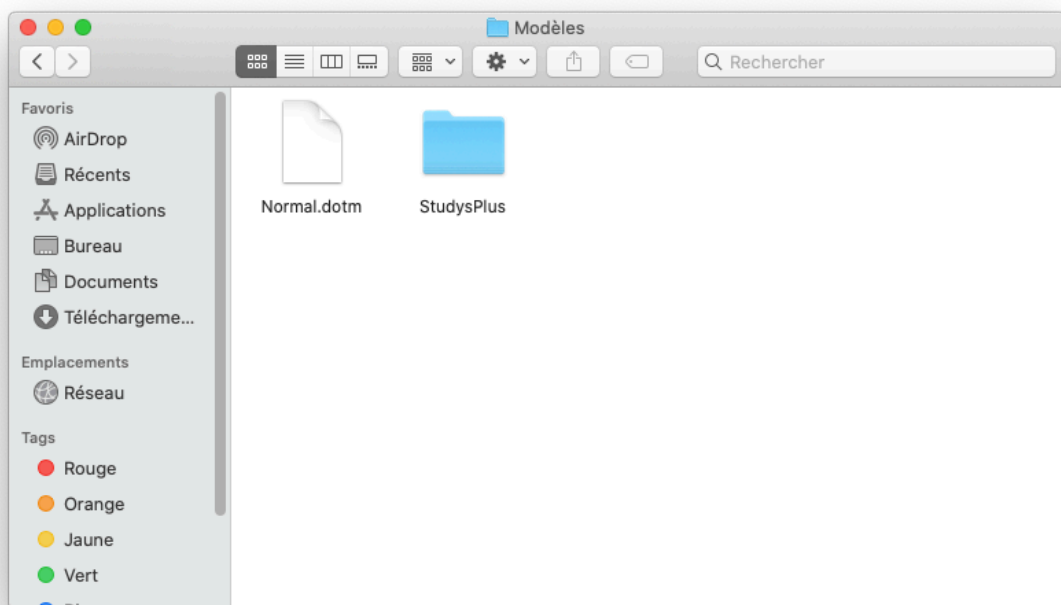 Modèles
Rechercher
Favoris
AirDrop
Récents
Applications
Bureau
Documents
Téléchargeme...
Emplacements
Réseau
Tags
Rouge
Orange
Jaune
Vert
Normal.dotm
StudysPlus